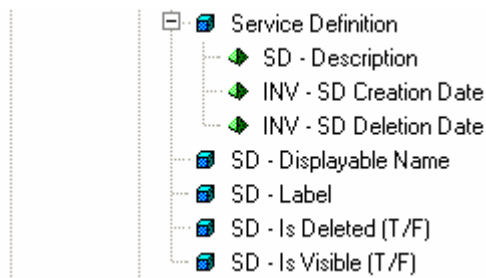 Service Definition
SD - Description
INV - SD Creation Date
INV - SD Deletion Date
SD - Displayable Name
SD - Label
SD - Is Deleted (T/F)
SD - Is Visible (T/F)